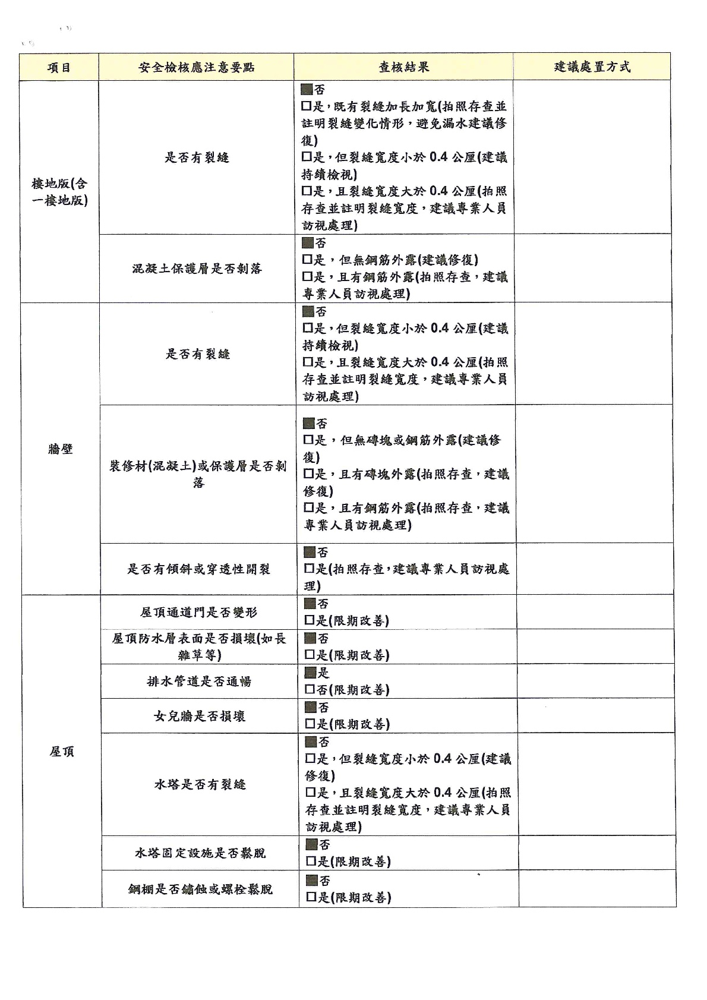 項目
安全檢核應注意要點
查核結果
建議處置方式
樓地版(含
一樓地版)
是否有裂縫
■否
□是，既有裂縫加長加寬(拍照存查並
註明裂縫變化情形，避免漏水建議修
復)
□是，但裂縫寬度小於 0.4 公厘(建議
持續檢視)
□是，且裂縫寬度大於 0.4 公厘(拍照
存查並註明裂縫寬度，建議專業人員
訪視處理)
混凝土保護層是否剝落
■否
□是，但無鋼筋外露(建議修復)
□是，且有鋼筋外露(拍照存查，建議
專業人員訪視處理)
牆壁
是否有裂縫
■否
□是，但裂縫寬度小於 0.4 公厘(建議
持續檢視)
□是，且裂縫寬度大於 0.4 公厘(拍照
存查並註明裂縫寬度，建議專業人員
訪視處理)
裝修材(混凝土)或保護層是否剝
落
■否
□是，但無磚塊或鋼筋外露(建議修
復)
□是，且有磚塊外露(拍照存查，建議
修復)
□是，且有鋼筋外露(拍照存查，建議
專業人員訪視處理)
是否有傾斜或穿透性開裂
■否
□是(拍照存查，建議專業人員訪視處
理)
屋頂
屋頂通道門是否變形
■否
□是(限期改善)
屋頂防水層表面是否損壞(如長
雜草等)
■否
□是(限期改善)
排水管道是否通暢
■是
□否(限期改善)
女兒牆是否損壞
■否
□是(限期改善)
水塔是否有裂縫
■否
□是，但裂縫寬度小於 0.4 公厘(建議
修復)
□是，且裂縫寬度大於 0.4 公厘(拍照
存查並註明裂縫寬度，建議專業人員
訪視處理)
水塔固定設施是否鬆脫
■否
□是(限期改善)
鋼棚是否鏽蝕或螺栓鬆脫
■否
□是(限期改善)